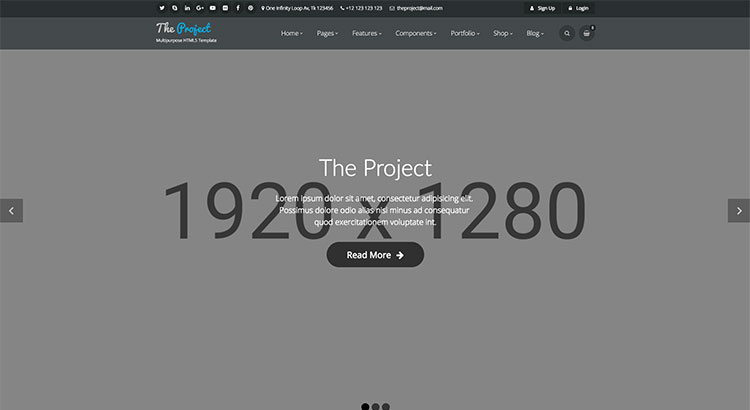 One Infinity Loop Av, Tk 123456 +12 123 123 123 theproject@mail.com Sign Up Login
The Project
Multipurpose HTML5 Template
Home Pages Features Components Portfolio Shop Blog 0
The Project
1920 x 1280
Lorem ipsum dolor sit amet, consectetur adipisicing elit.
Possimus dolore odio alias nisi minus ad consequatur
quod exercitationem voluptate int.
Read More